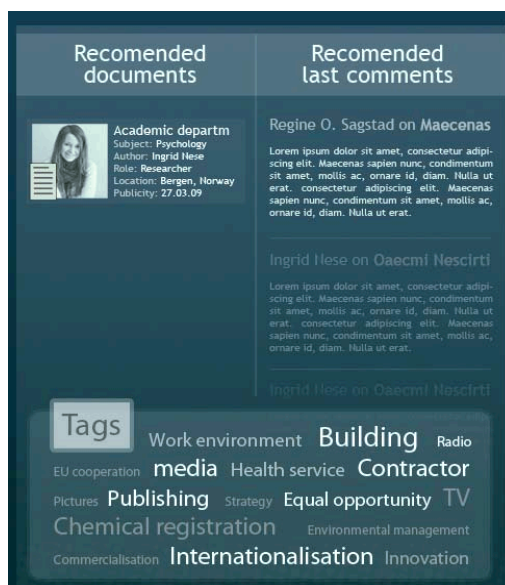 Recomended
documents
Recomended
last comments
Academic departm
Subject: Psychology
Author: Ingrid Nese
Role: Researcher
Location: Bergen, Norway
Publicity: 27.03.09
Regine O. Sagstad on Maecenas
Lorem ipsum dolor sit amet, consectetur adipi-
scing elit. Maecenas sapien nunc, condimentum
sit amet, mollis ac, ornare id, diam. Nulla ut
erat. consectetur adipiscing elit. Maecenas
sapien nunc, condimentum sit amet, mollis ac,
ornare id, diam. Nulla ut erat.
Ingrid Nese on Oaecmi Nescirti
Lorem ipsum dolor sit amet, consectetur adipi-
scing elit. Maecenas sapien nunc, condimentum
sit amet, mollis ac, ornare id, diam. Nulla ut
erat. consectetur adipiscing elit. Maecenas
sapien nunc, condimentum sit amet, mollis ac,
ornare id, diam. Nulla ut erat.
Ingrid Nese on Oaecmi Nescirti
Tags
Work environment Building Radio
EU cooperation media Health service Contractor
Pictures Publishing Strategy Equal opportunity TV
Chemical registration Environmental management
Commercialisation Internationalisation Innovation